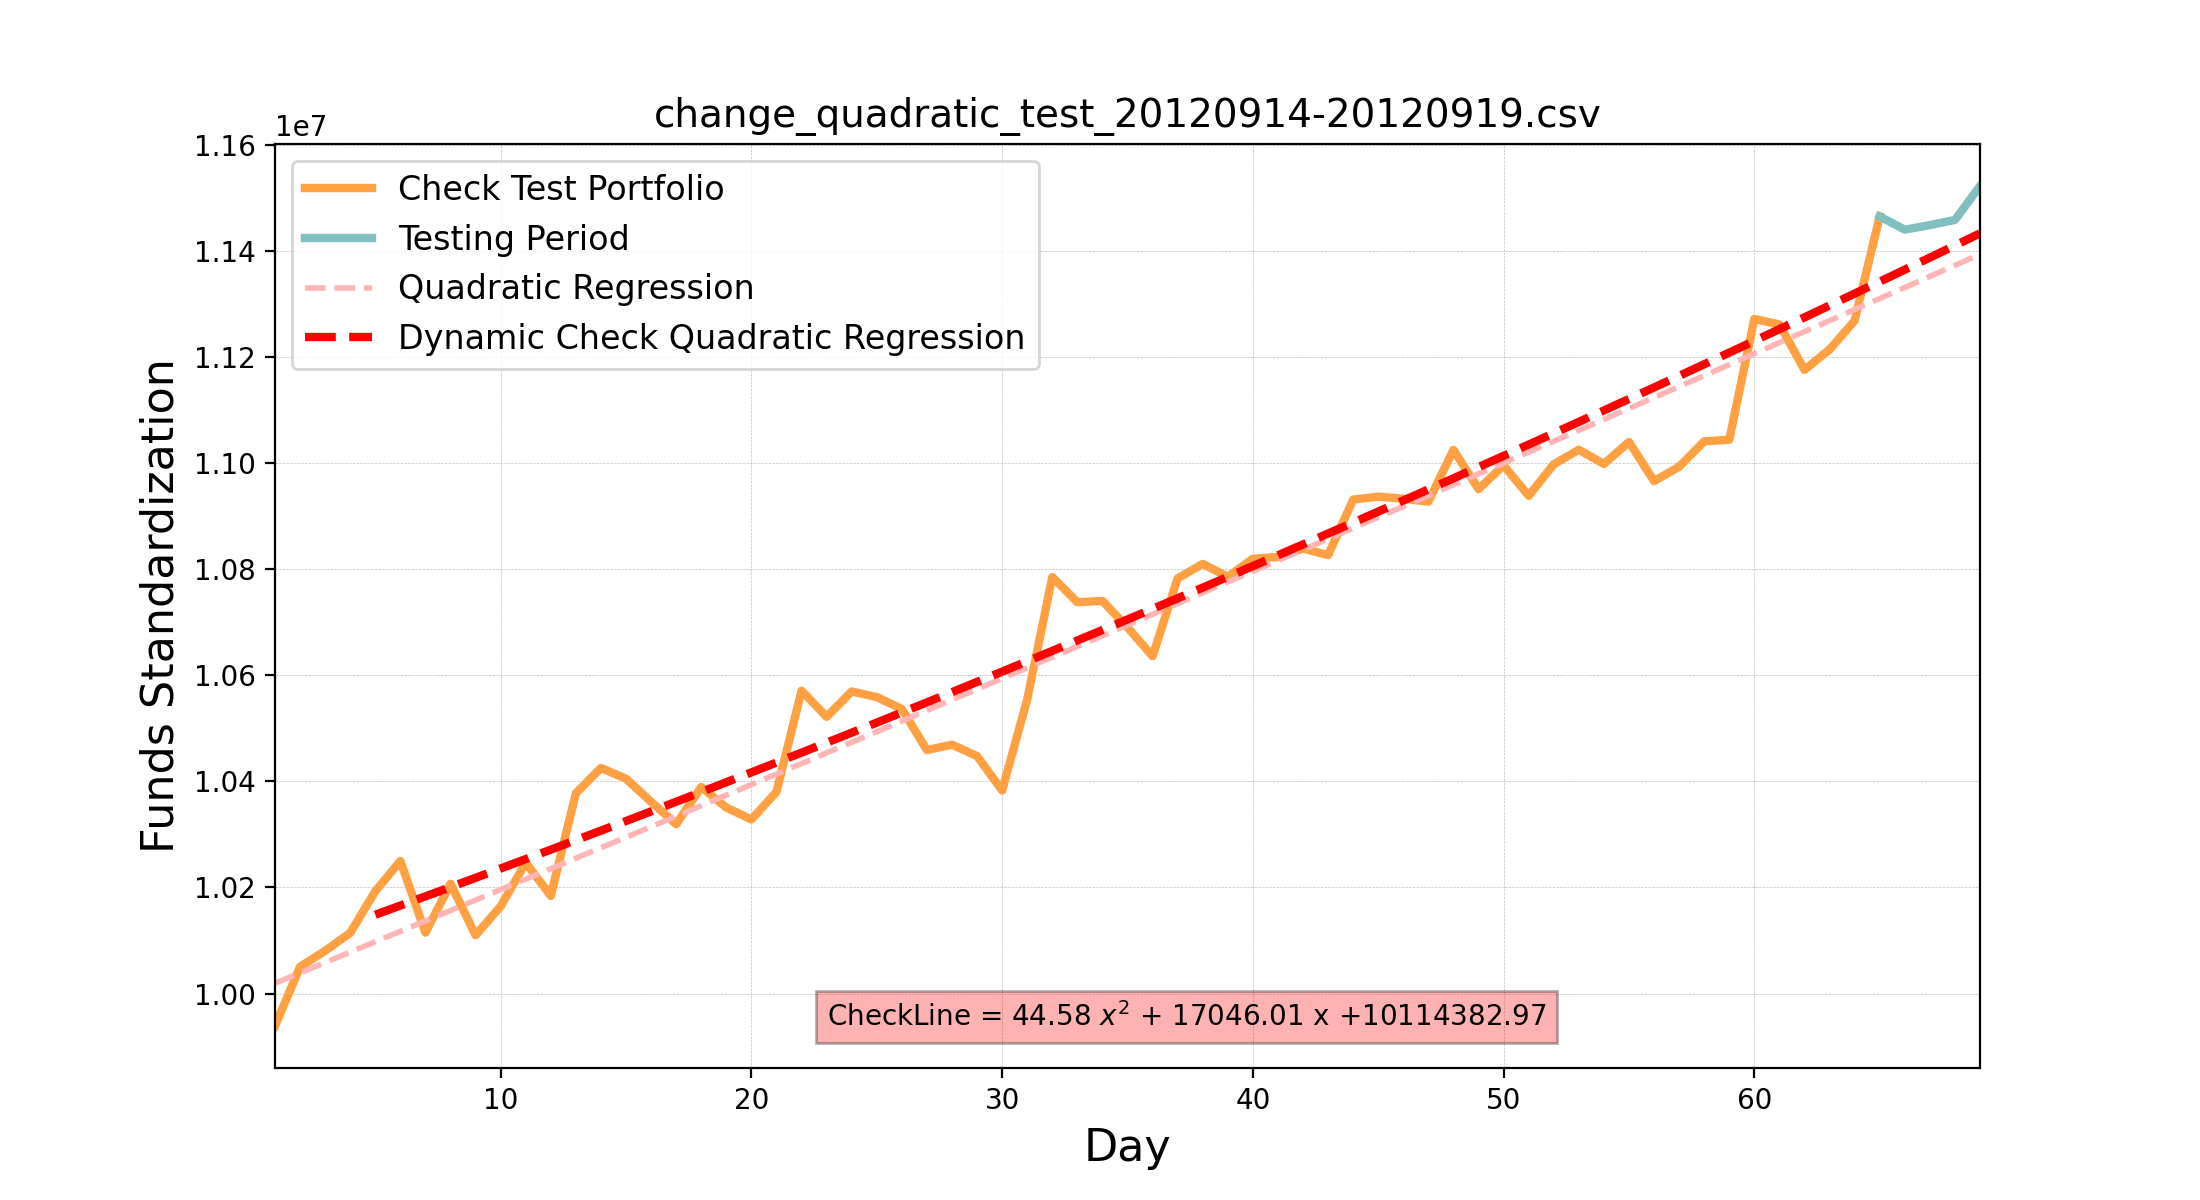 change_quadratic_test_20120914-20120919.csv
1e7
1.16
1.14
1.12
1.10
1.08
1.06
1.04
1.02
1.00
Funds Standardization
Check Test Portfolio
Testing Period
Quadratic Regression
Dynamic Check Quadratic Regression
CheckLine = 44.58 x² + 17046.01 x +10114382.97
10 20 30 40 50 60
Day